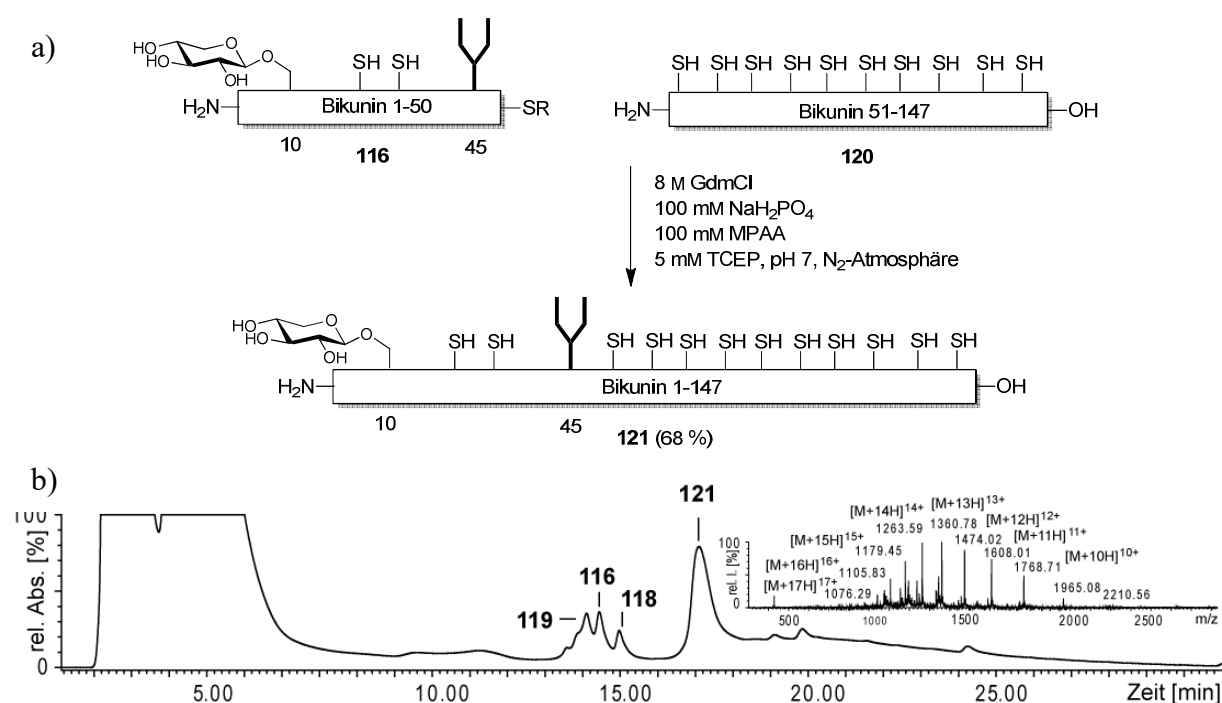 a)
HO
HO
OH
O
O
SH SH
H₂N
Bikunin 1-50
SR
10
116
45
SH SH SH SH SH SH SH SH SH SH
H₂N
Bikunin 51-147
OH
120
8 M GdmCl
100 mM NaH₂PO₄
100 mM MPAA
5 mM TCEP, pH 7, N₂-Atmosphäre
HO
HO
OH
O
O
SH SH
SH SH SH SH SH SH SH SH SH SH
H₂N
Bikunin 1-147
OH
10
45
121 (68 %)
b)
rel. Abs. [%]
0
119
116
118
121
5.00 10.00 15.00 20.00 25.00 Zeit [min]
rel. I. [%]
100
0
[M+17H]¹⁷⁺
1076.29
[M+16H]¹⁶⁺
1105.83
[M+15H]¹⁵⁺
1179.45
[M+14H]¹⁴⁺
1263.59
[M+13H]¹³⁺
1360.78
[M+12H]¹²⁺
1474.02
[M+11H]¹¹⁺
1608.01
1768.71
[M+10H]¹⁰⁺
1965.08
2210.56
500 1000 1500 2000 2500 m/z